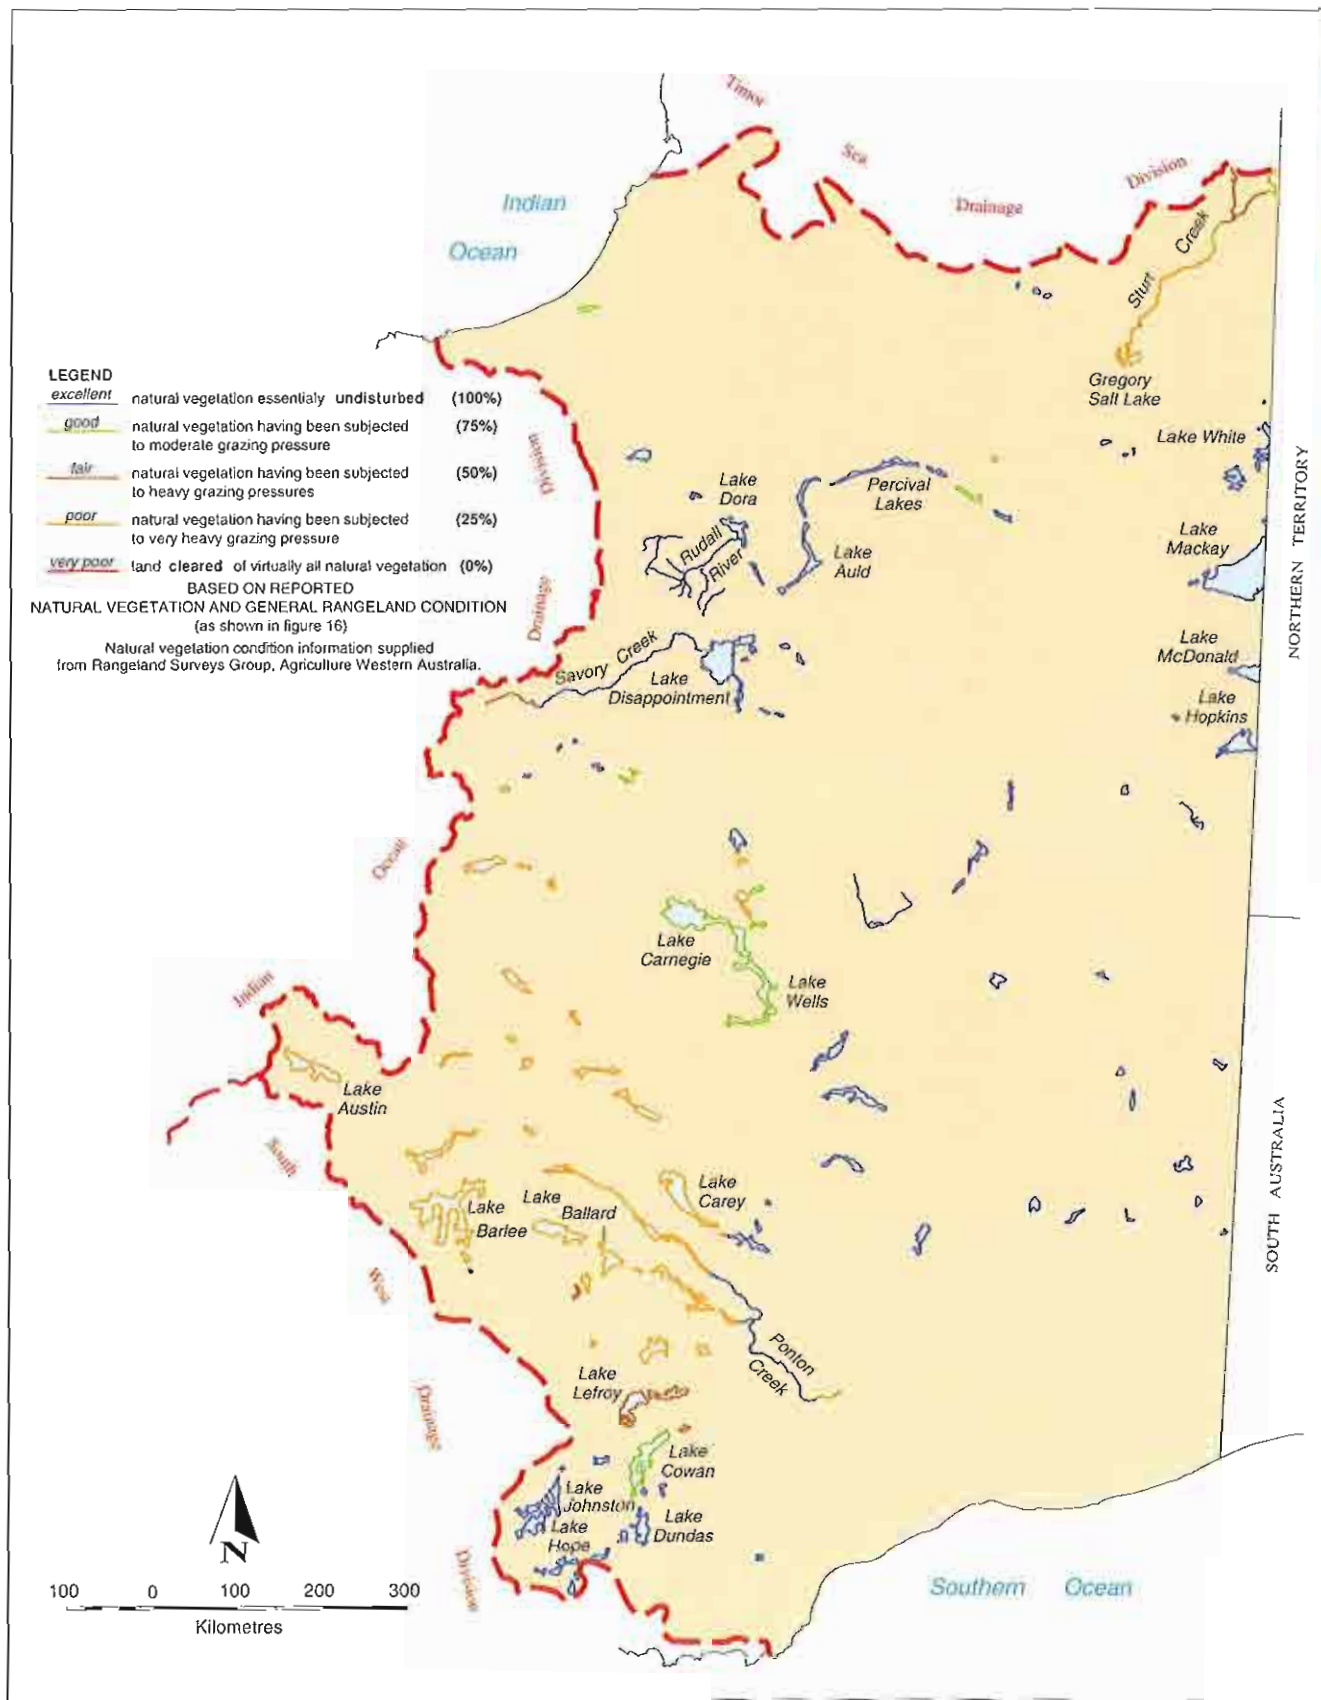 Timor
Sea
Drainage
Division
Indian
Ocean
Sturt
Creek
Gregory
Salt Lake
LEGEND
excellent natural vegetation essentialy undisturbed (100%)
good natural vegetation having been subjected (75%)
to moderate grazing pressure
fair natural vegetation having been subjected (50%)
to heavy grazing pressures
poor natural vegetation having been subjected (25%)
to very heavy grazing pressure
very poor land cleared of virtually all natural vegetation (0%)
BASED ON REPORTED
NATURAL VEGETATION AND GENERAL RANGELAND CONDITION
(as shown in figure 16)
Natural vegetation condition information supplied
from Rangeland Surveys Group, Agriculture Western Australia.
Lake White
Lake
Dora
Percival
Lakes
Rudall
River
Lake
Auld
Lake
Mackay
NORTHERN TERRITORY
Division
Drainage
Ocean
Indian
Savory Creek
Lake
Disappointment
Lake
McDonald
Lake
Hopkins
Lake
Carnegie
Lake
Wells
Lake
Austin
South
West
Drainage
Division
Lake
Barlee
Lake
Ballard
Lake
Carey
SOUTH AUSTRALIA
Ponton
Creek
Lake
Lefroy
Lake
Cowan
Lake
Johnston
Lake
Hope
Lake
Dundas
Southern Ocean
N
100 0 100 200 300
Kilometres